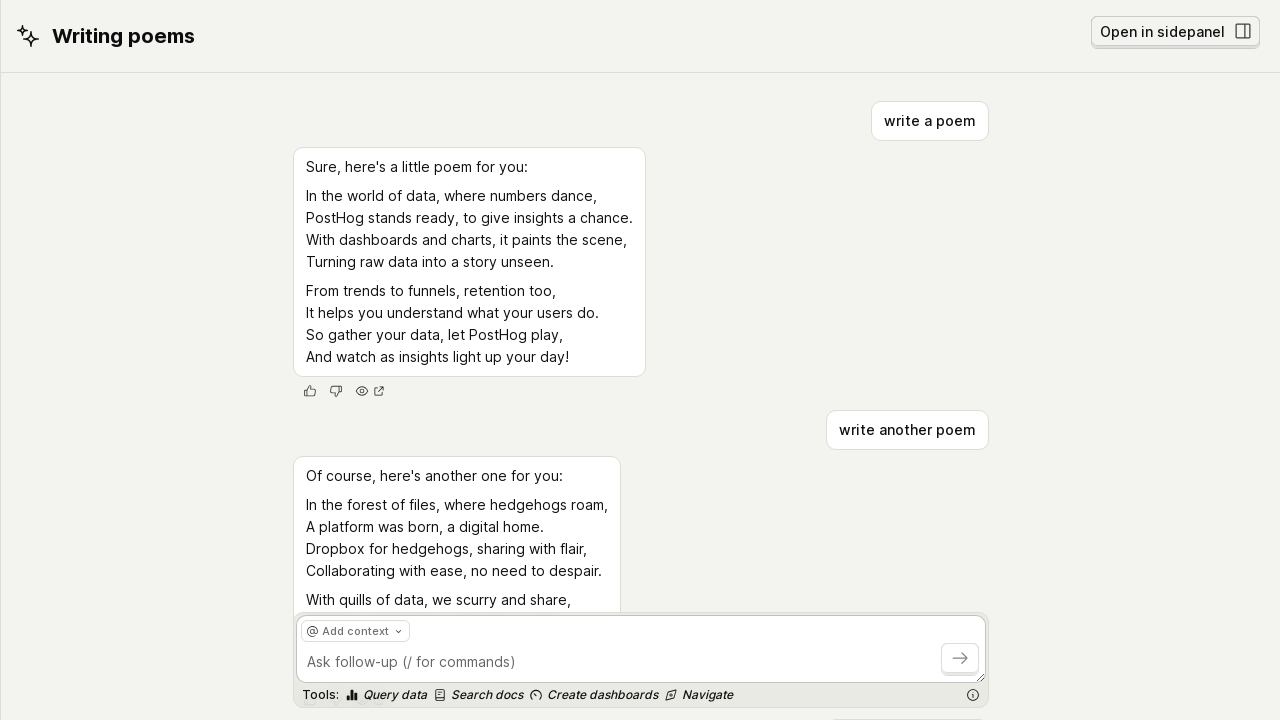 Writing poems
Open in sidepanel
write a poem
Sure, here's a little poem for you:
In the world of data, where numbers dance,
PostHog stands ready, to give insights a chance.
With dashboards and charts, it paints the scene,
Turning raw data into a story unseen.
From trends to funnels, retention too,
It helps you understand what your users do.
So gather your data, let PostHog play,
And watch as insights light up your day!
write another poem
Of course, here's another one for you:
In the forest of files, where hedgehogs roam,
A platform was born, a digital home.
Dropbox for hedgehogs, sharing with flair,
Collaborating with ease, no need to despair.
With quills of data, we scurry and share,
@ Add context
Ask follow-up (/ for commands)
Tools: Query data Search docs Create dashboards Navigate